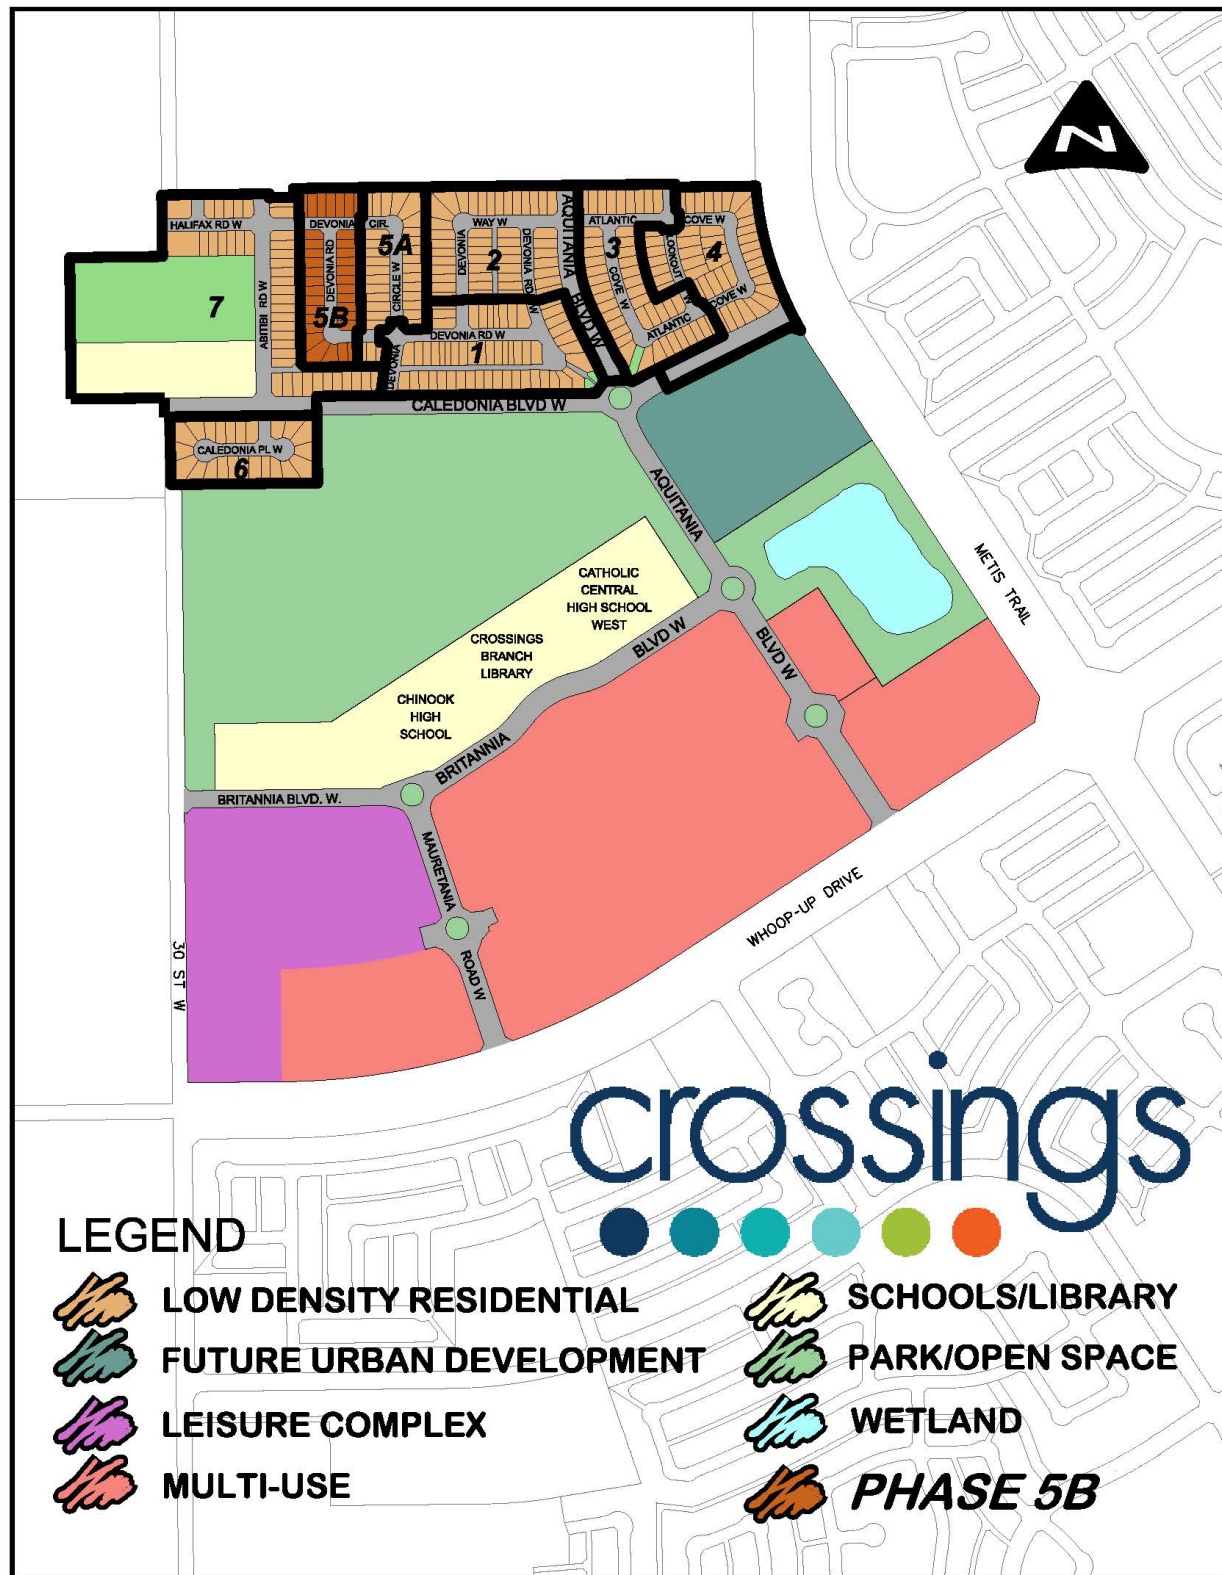 N
HALIFAX RD W
ABITIBI RD W
7
DEVONIA CIR.
DEVONIA RD
5B
5A
CIRCLE W
DEVONIA
WAY W
DEVONIA
DEVONIA RD W
2
AQUITANIA
BLVD W
DEVONIA RD W
1
ATLANTIC
3
COVE W
ATLANTIC
LOOKOUT W
COVE W
4
COVE W
CALEDONIA BLVD W
CALEDONIA PL W
6
AQUITANIA
BLVD W
METIS TRAIL
CATHOLIC
CENTRAL
HIGH SCHOOL
WEST
CROSSINGS
BRANCH
LIBRARY
CHINOOK
HIGH
SCHOOL
BRITANNIA
BLVD W
BRITANNIA BLVD. W.
MAURETANIA
ROAD W
WHOOP-UP DRIVE
30 ST W
crossings
LEGEND
LOW DENSITY RESIDENTIAL
FUTURE URBAN DEVELOPMENT
LEISURE COMPLEX
MULTI-USE
SCHOOLS/LIBRARY
PARK/OPEN SPACE
WETLAND
PHASE 5B